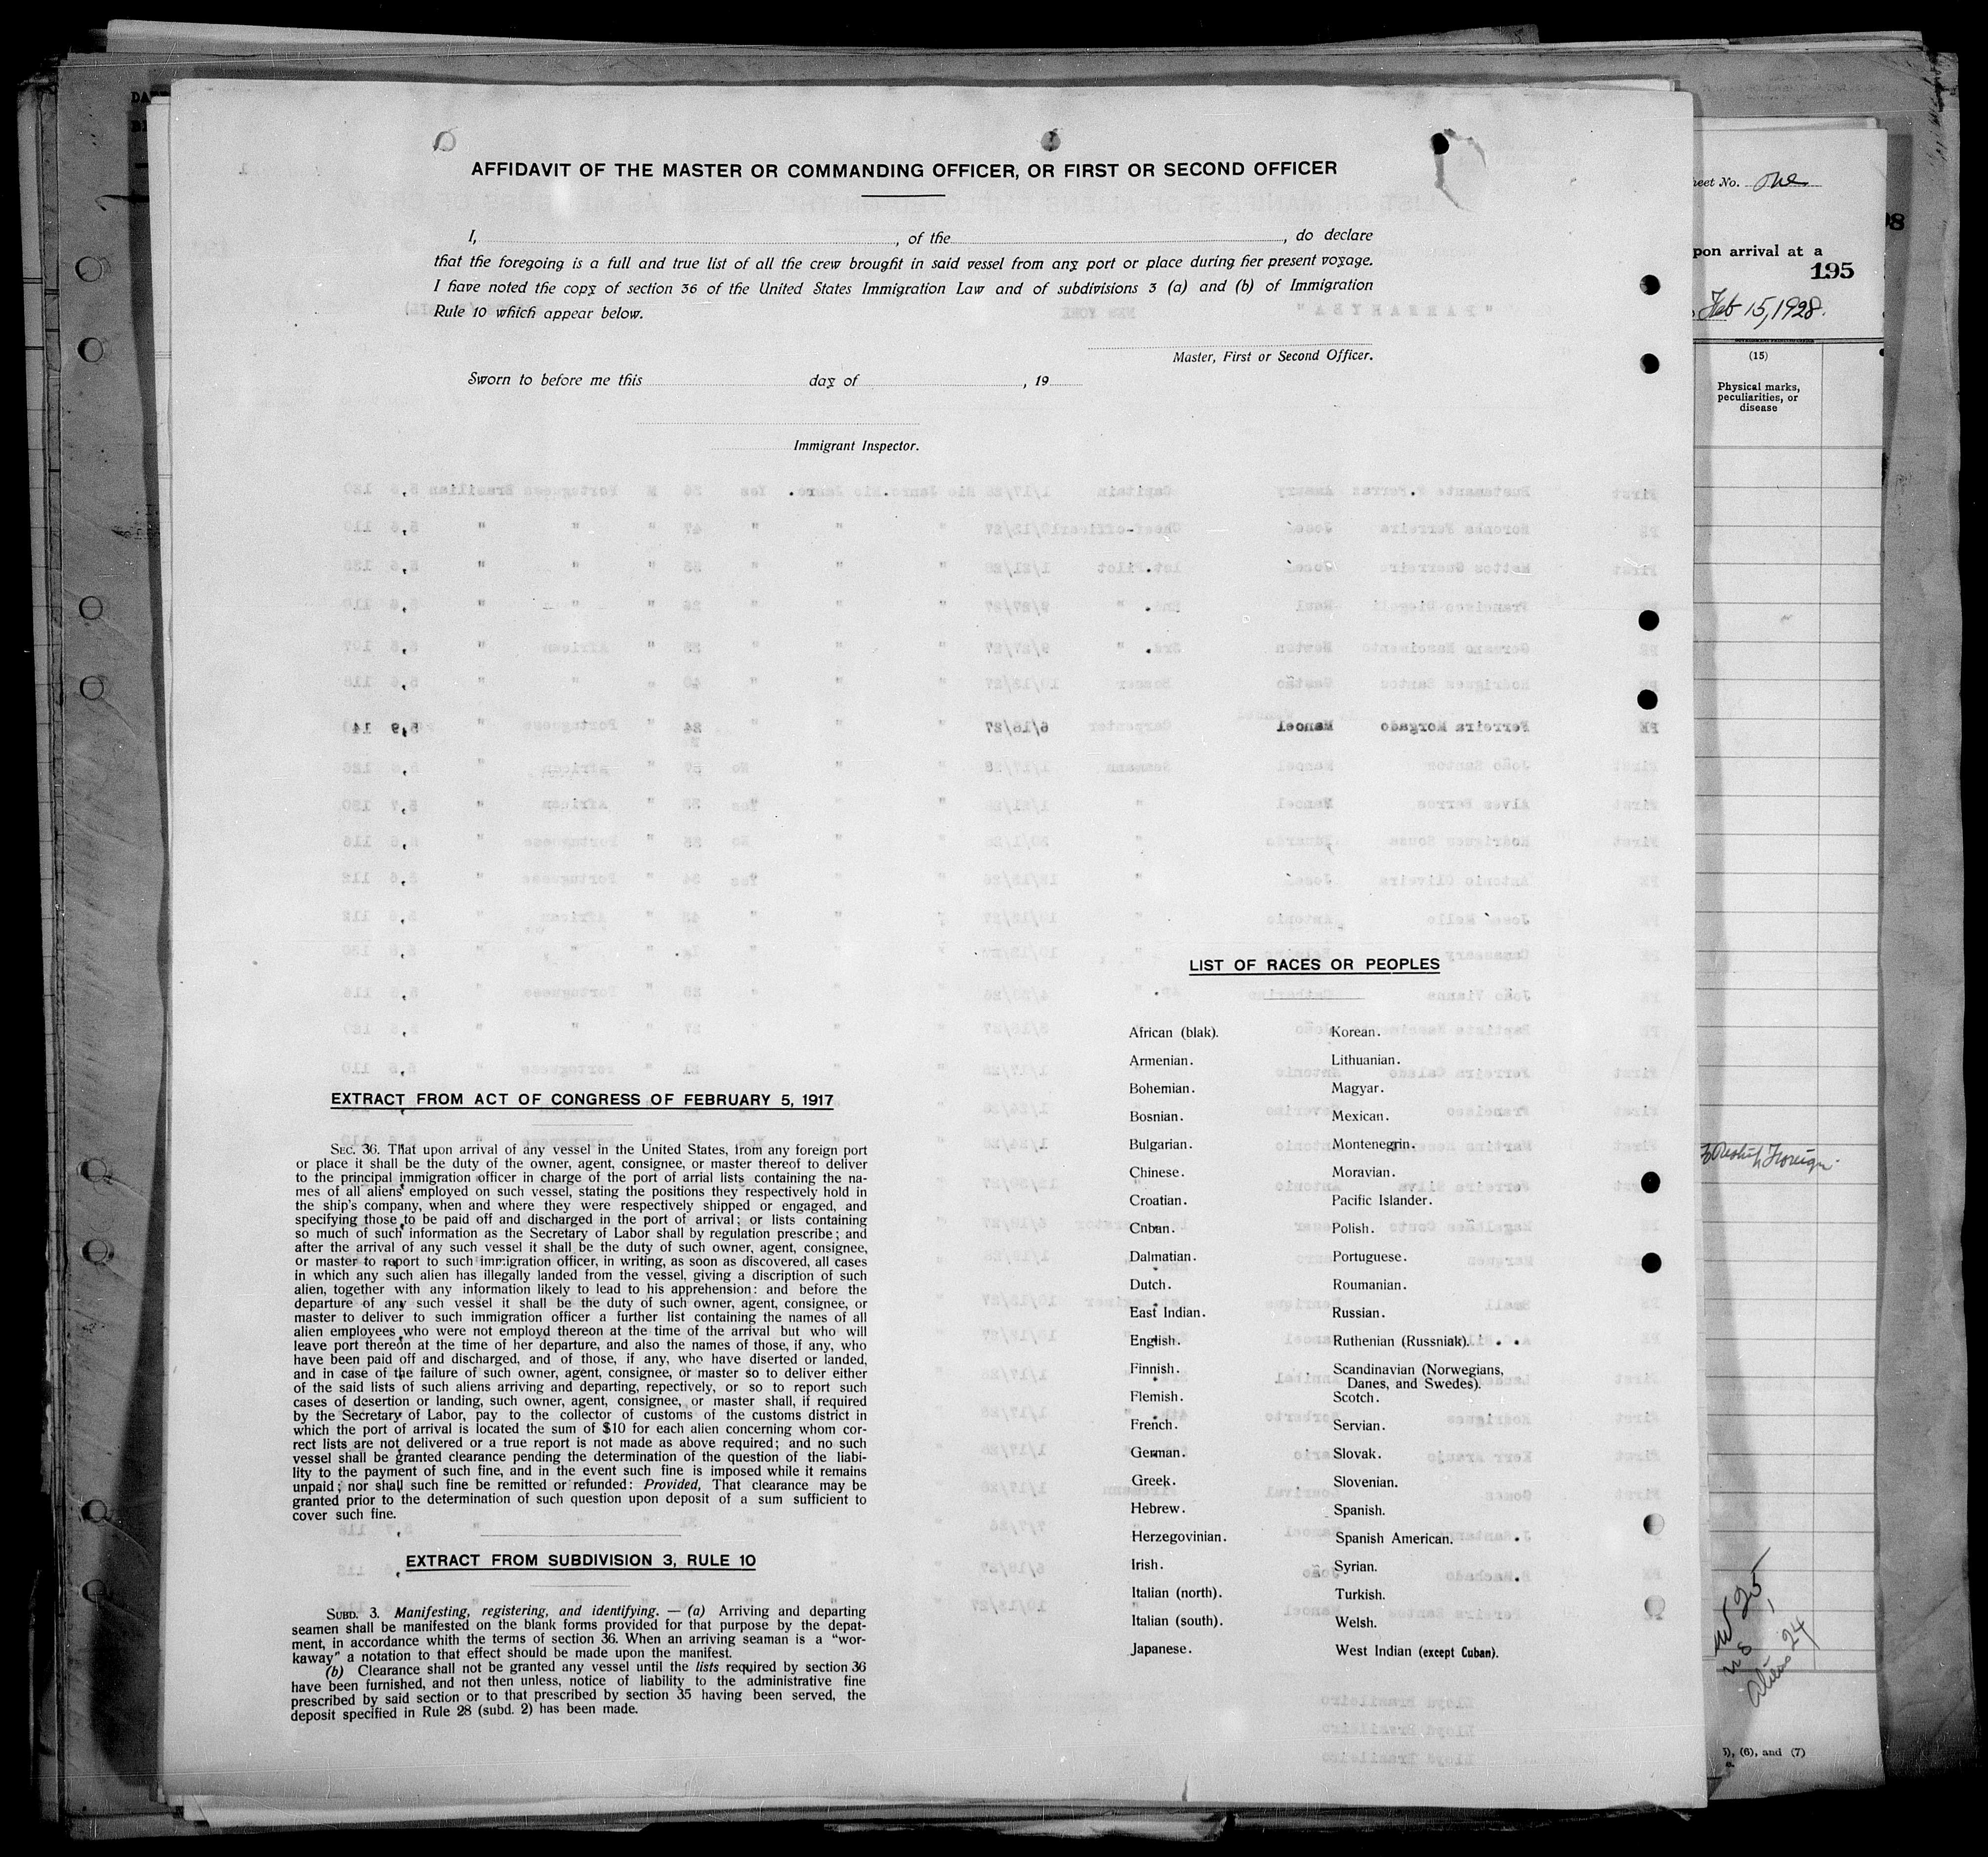 AFFIDAVIT OF THE MASTER OR COMMANDING OFFICER, OR FIRST OR SECOND OFFICER
I, , of the , do declare
that the foregoing is a full and true list of all the crew brought in said vessel from any port or place during her present voyage.
I have noted the copy of section 36 of the United States Immigration Law and of subdivisions 3 (a) and (b) of Immigration
Rule 10 which appear below.
Master, First or Second Officer.
Sworn to before me this day of , 19
Immigrant Inspector.
EXTRACT FROM ACT OF CONGRESS OF FEBRUARY 5, 1917
SEC. 36. That upon arrival of any vessel in the United States, from any foreign port
or place it shall be the duty of the owner, agent, consignee, or master thereof to deliver
to the principal immigration officer in charge of the port of arrial lists containing the na-
mes of all aliens employed on such vessel, stating the positions they respectively hold in
the ship's company, when and where they were respectively shipped or engaged, and
specifying those to be paid off and discharged in the port of arrival; or lists containing
so much of such information as the Secretary of Labor shall by regulation prescribe; and
after the arrival of any such vessel it shall be the duty of such owner, agent, consignee,
or master to report to such immigration officer, in writing, as soon as discovered, all cases
in which any such alien has illegally landed from the vessel, giving a discription of such
alien, together with any information likely to lead to his apprehension: and before the
departure of any such vessel it shall be the duty of such owner, agent, consignee, or
master to deliver to such immigration officer a further list containing the names of all
alien employees who were not employd thereon at the time of the arrival but who will
leave port thereon at the time of her departure, and also the names of those, if any, who
have been paid off and discharged, and of those, if any, who have diserted or landed,
and in case of the failure of such owner, agent, consignee, or master so to deliver either
of the said lists of such aliens arriving and departing, repectively, or so to report such
cases of desertion or landing, such owner, agent, consignee, or master shall, if required
by the Secretary of Labor, pay to the collector of customs of the customs district in
which the port of arrival is located the sum of $10 for each alien concerning whom cor-
rect lists are not delivered or a true report is not made as above required; and no such
vessel shall be granted clearance pending the determination of the question of the liabi-
lity to the payment of such fine, and in the event such fine is imposed while it remains
unpaid; nor shall such fine be remitted or refunded: Provided, That clearance may be
granted prior to the determination of such question upon deposit of a sum sufficient to
cover such fine.
EXTRACT FROM SUBDIVISION 3, RULE 10
SUBD. 3. Manifesting, registering, and identifying. — (a) Arriving and departing
seamen shall be manifested on the blank forms provided for that purpose by the depat-
ment, in accordance whith the terms of section 36. When an arriving seaman is a "wor-
kaway" a notation to that effect should be made upon the manifest.
(b) Clearance shall not be granted any vessel until the lists required by section 36
have been furnished, and not then unless, notice of liability to the administrative fine
prescribed by said section or to that prescribed by section 35 having been served, the
deposit specified in Rule 28 (subd. 2) has been made.
LIST OF RACES OR PEOPLES
African (blak).
Armenian.
Bohemian.
Bosnian.
Bulgarian.
Chinese.
Croatian.
Cnban.
Dalmatian.
Dutch.
East Indian.
English.
Finnish.
Flemish.
French.
German.
Greek.
Hebrew.
Herzegovinian.
Irish.
Italian (north).
Italian (south).
Japanese.
Korean.
Lithuanian.
Magyar.
Mexican.
Montenegrin.
Moravian.
Pacific Islander.
Polish.
Portuguese.
Roumanian.
Russian.
Ruthenian (Russniak).
Scandinavian (Norwegians,
Danes, and Swedes).
Scotch.
Servian.
Slovak.
Slovenian.
Spanish.
Spanish American.
Syrian.
Turkish.
Welsh.
West Indian (except Cuban).
heet No. One
98
pon arrival at a
195
Feb 15, 1928.
(15)
Physical marks,
peculiarities, or
disease
Foreign
25,
Aliens 24
5), (6), and (7)